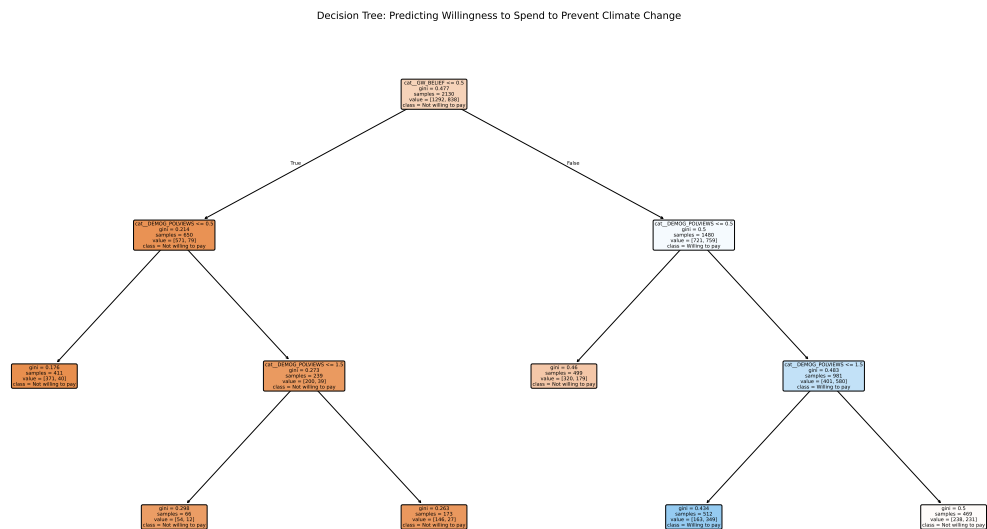 Decision Tree: Predicting Willingness to Spend to Prevent Climate Change
cat__GW_BELIEF <= 0.5
gini = 0.477
samples = 2130
value = [1292, 838]
class = Not willing to pay
True
False
cat__DEMOG_POLVIEWS <= 0.5
gini = 0.214
samples = 650
value = [571, 79]
class = Not willing to pay
cat__DEMOG_POLVIEWS <= 0.5
gini = 0.5
samples = 1480
value = [721, 759]
class = Willing to pay
gini = 0.176
samples = 411
value = [371, 40]
class = Not willing to pay
cat__DEMOG_POLVIEWS <= 1.5
gini = 0.273
samples = 239
value = [200, 39]
class = Not willing to pay
gini = 0.46
samples = 499
value = [320, 179]
class = Not willing to pay
cat__DEMOG_POLVIEWS <= 1.5
gini = 0.483
samples = 981
value = [401, 580]
class = Willing to pay
gini = 0.298
samples = 66
value = [54, 12]
class = Not willing to pay
gini = 0.263
samples = 173
value = [146, 27]
class = Not willing to pay
gini = 0.434
samples = 512
value = [163, 349]
class = Willing to pay
gini = 0.5
samples = 469
value = [238, 231]
class = Not willing to pay